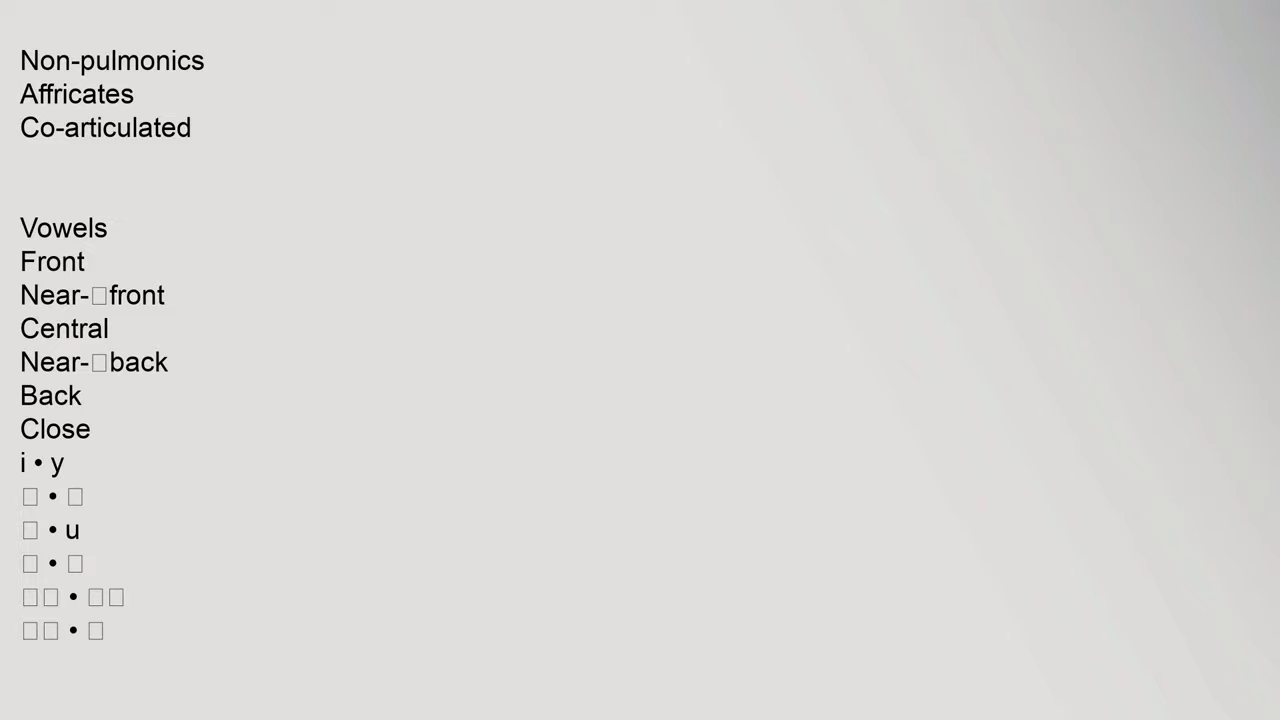 Non-pulmonics
Affricates
Co-articulated
Vowels
Front
Near-□front
Central
Near-□back
Back
Close
i • y
□ • □
□ • u
□ • □
□□ • □□
□□ • □